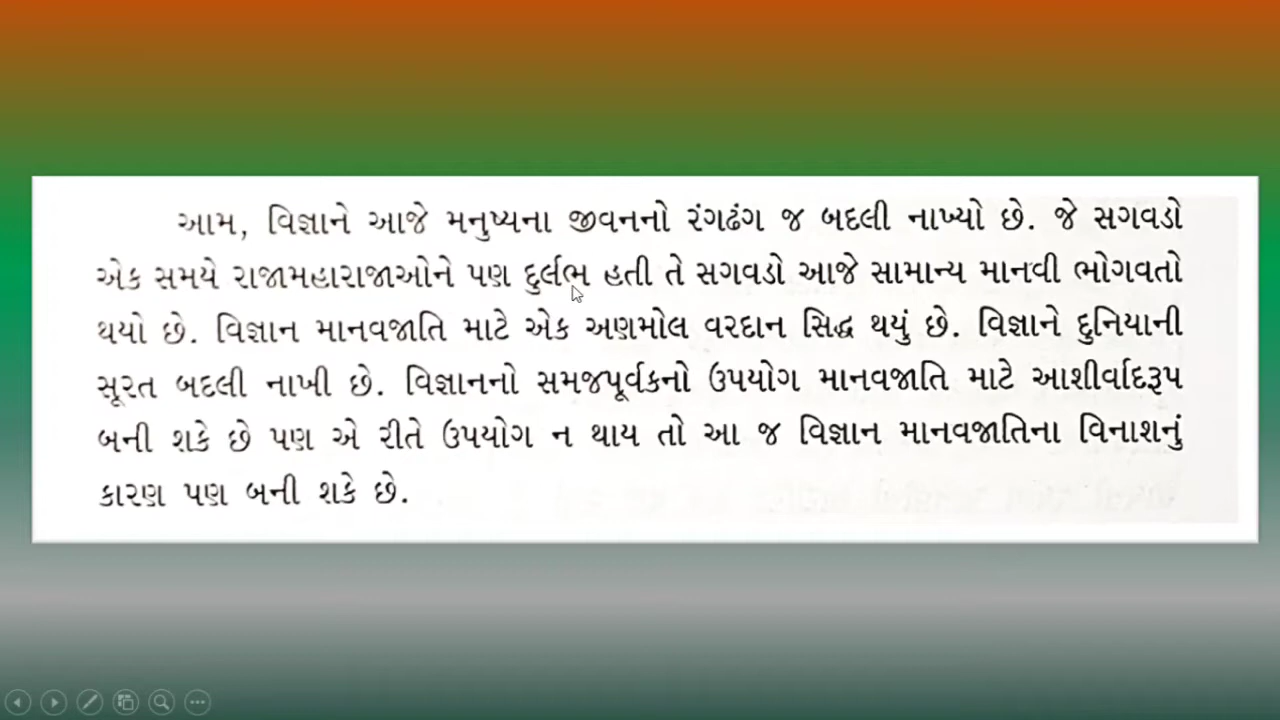 આમ, વિજ્ઞાને આજે મનુષ્યના જીવનનો રંગઢંગ જ બદલી નાખ્યો છે. જે સગવડો
એક સમયે રાજામહારાજાઓને પણ દુર્લભ હતી તે સગવડો આજે સામાન્ય માનવી ભોગવતો
થયો છે. વિજ્ઞાન માનવજાતિ માટે એક અણમોલ વરદાન સિદ્ધ થયું છે. વિજ્ઞાને દુનિયાની
સૂરત બદલી નાખી છે. વિજ્ઞાનનો સમજપૂર્વકનો ઉપયોગ માનવજાતિ માટે આશીર્વાદરૂપ
બની શકે છે પણ એ રીતે ઉપયોગ ન થાય તો આ જ વિજ્ઞાન માનવજાતિના વિનાશનું
કારણ પણ બની શકે છે.